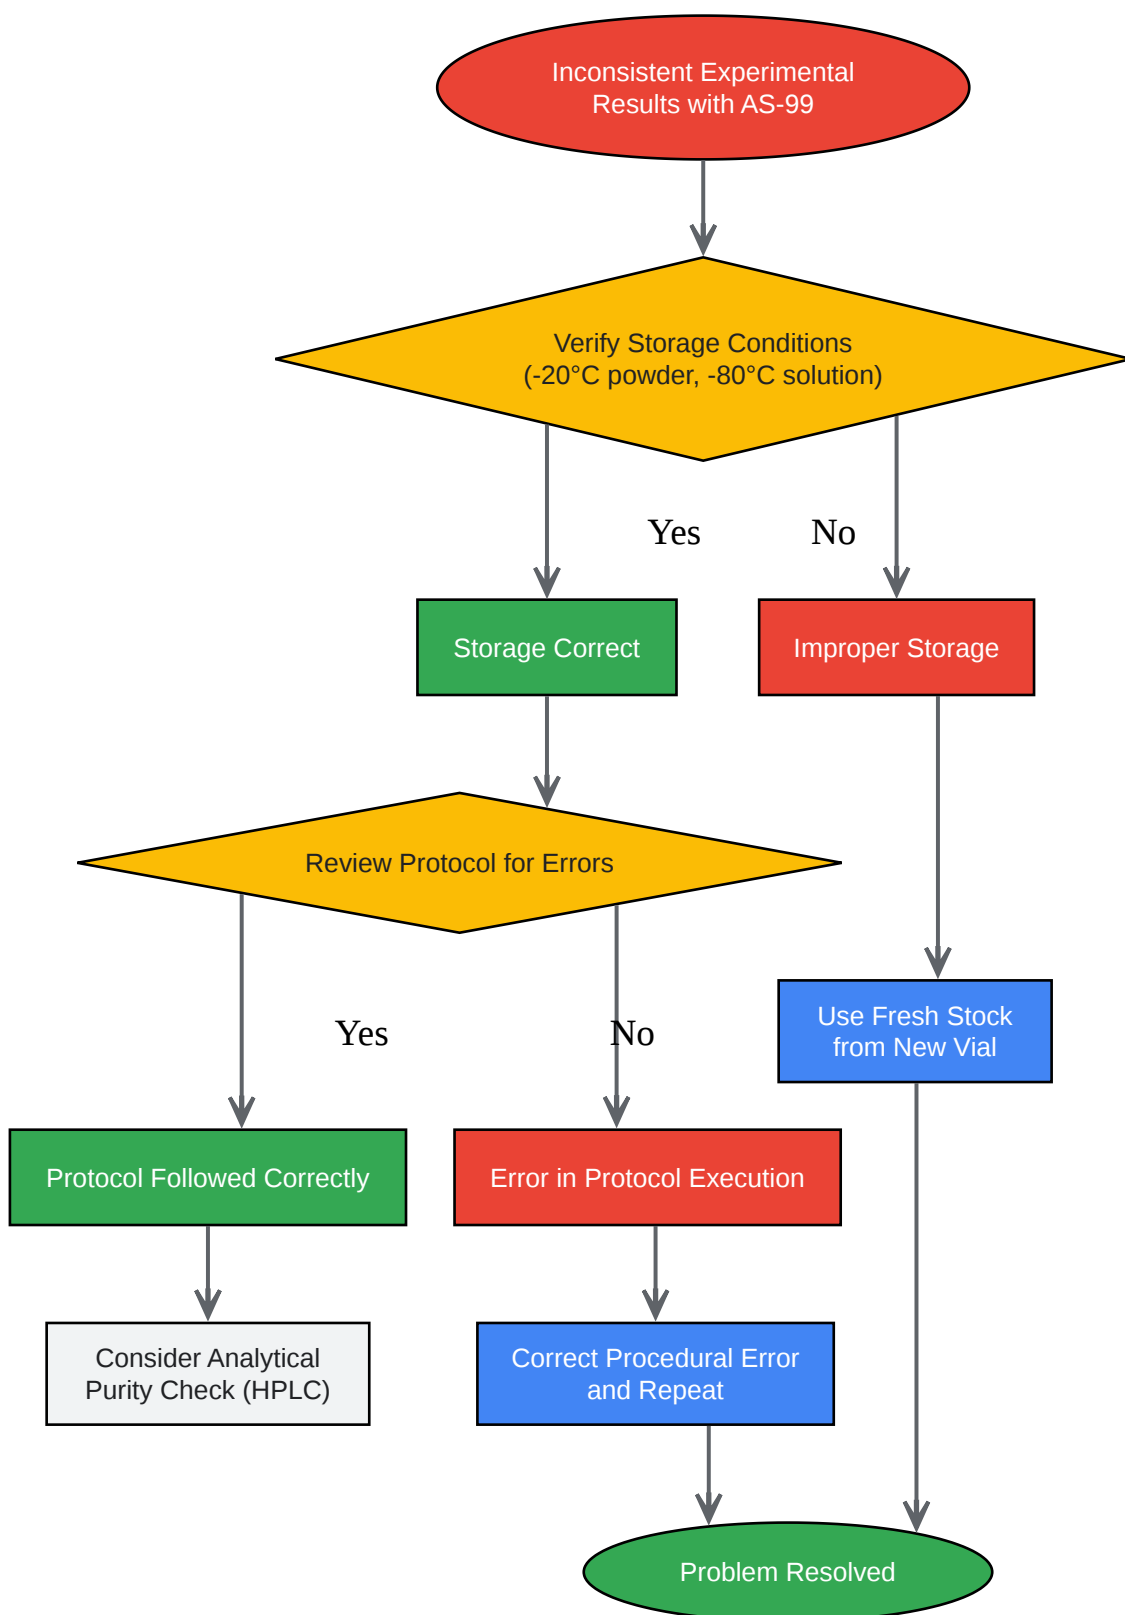 Inconsistent Experimental
Results with AS-99
Verify Storage Conditions
(-20°C powder, -80°C solution)
Yes
No
Storage Correct
Improper Storage
Review Protocol for Errors
Use Fresh Stock
from New Vial
Yes
No
Protocol Followed Correctly
Error in Protocol Execution
Consider Analytical
Purity Check (HPLC)
Correct Procedural Error
and Repeat
Problem Resolved